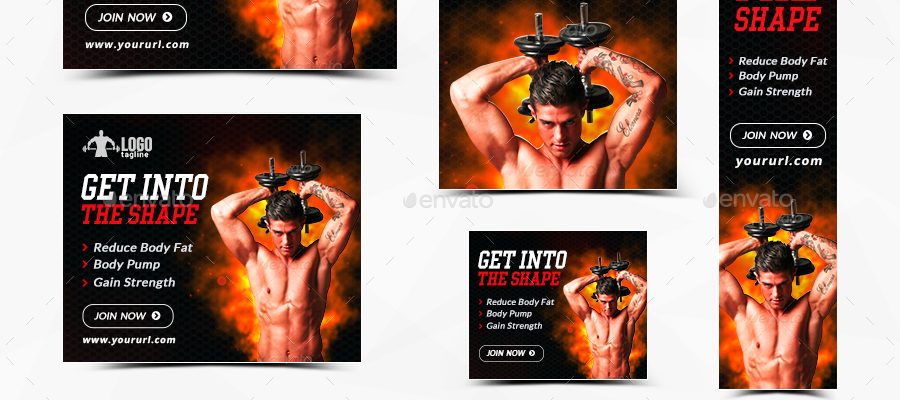 JOIN NOW
www.yoururl.com
LOGO
tagline
GET INTO
THE SHAPE
Reduce Body Fat
Body Pump
Gain Strength
JOIN NOW
www.yoururl.com
GET INTO
THE SHAPE
Reduce Body Fat
Body Pump
Gain Strength
JOIN NOW
SHAPE
Reduce Body Fat
Body Pump
Gain Strength
JOIN NOW
yoururl.com
envato
envato
envato